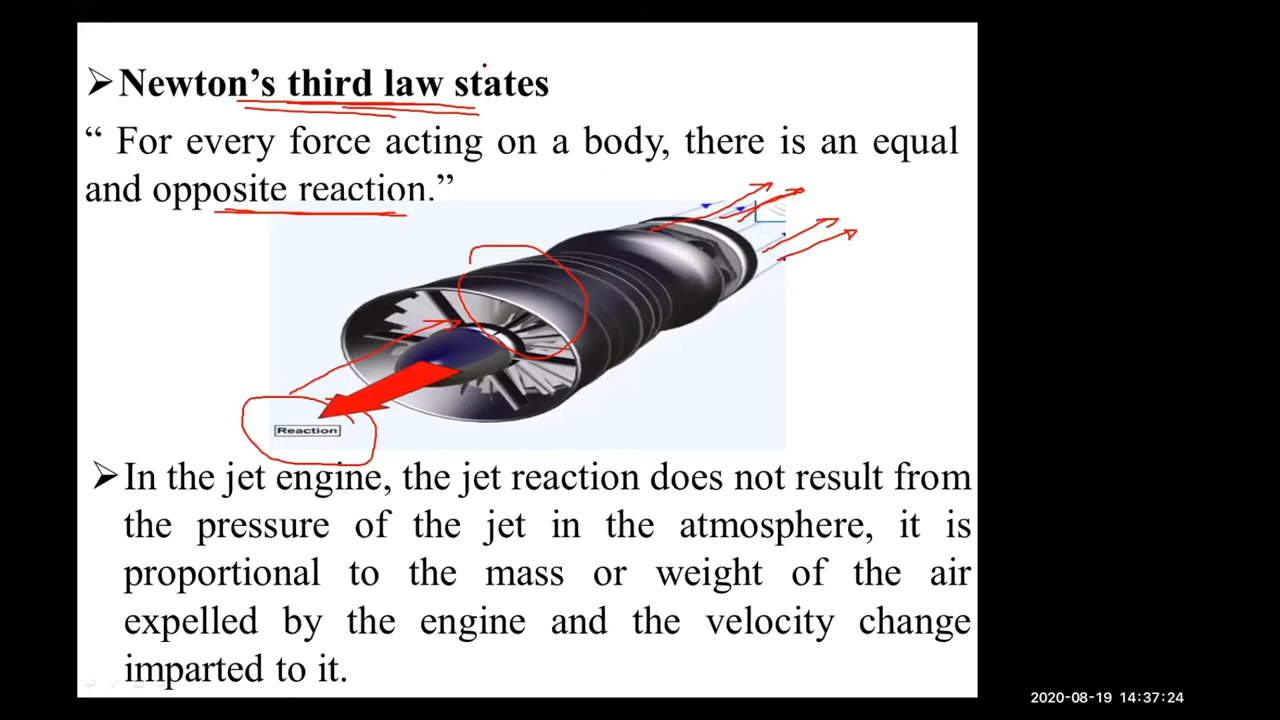 ➢Newton’s third law states
“ For every force acting on a body, there is an equal
and opposite reaction.”
Reaction
➢In the jet engine, the jet reaction does not result from
the pressure of the jet in the atmosphere, it is
proportional to the mass or weight of the air
expelled by the engine and the velocity change
imparted to it.
2020-08-19 14:37:24